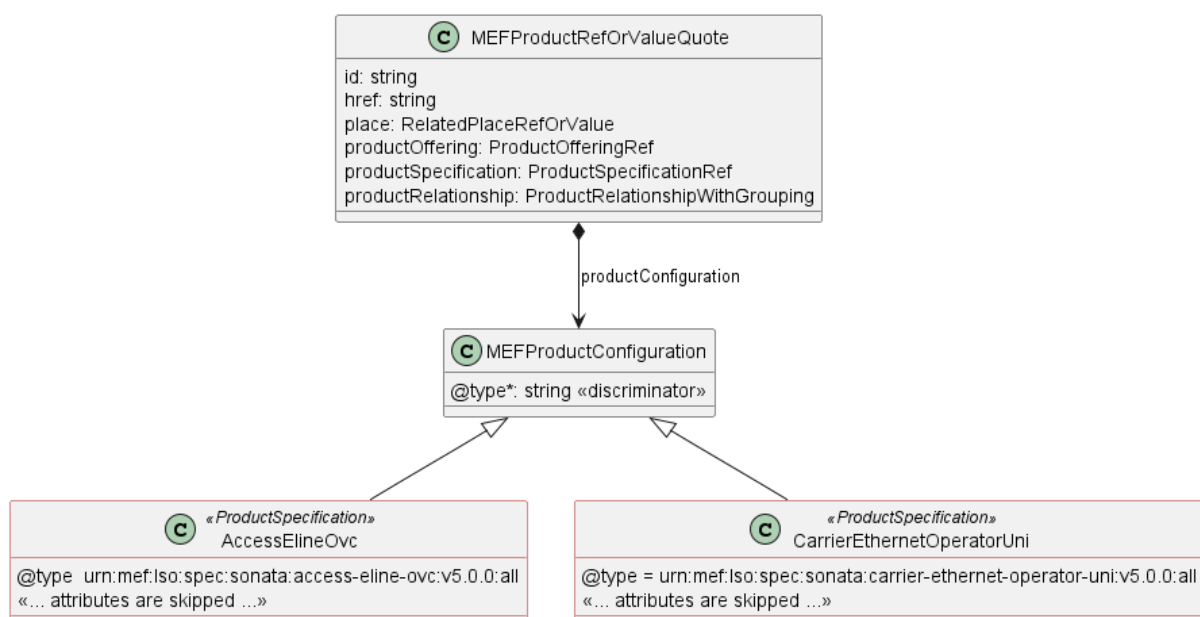 C MEFProductRefOrValueQuote
id: string
href: string
place: RelatedPlaceRefOrValue
productOffering: ProductOfferingRef
productSpecification: ProductSpecificationRef
productRelationship: ProductRelationshipWithGrouping
productConfiguration
C MEFProductConfiguration
@type*: string «discriminator»
«ProductSpecification»
C AccessElineOvc
@type  urn:mef:lso:spec:sonata:access-eline-ovc:v5.0.0:all
«... attributes are skipped ...»
«ProductSpecification»
C CarrierEthernetOperatorUni
@type = urn:mef:lso:spec:sonata:carrier-ethernet-operator-uni:v5.0.0:all
«... attributes are skipped ...»